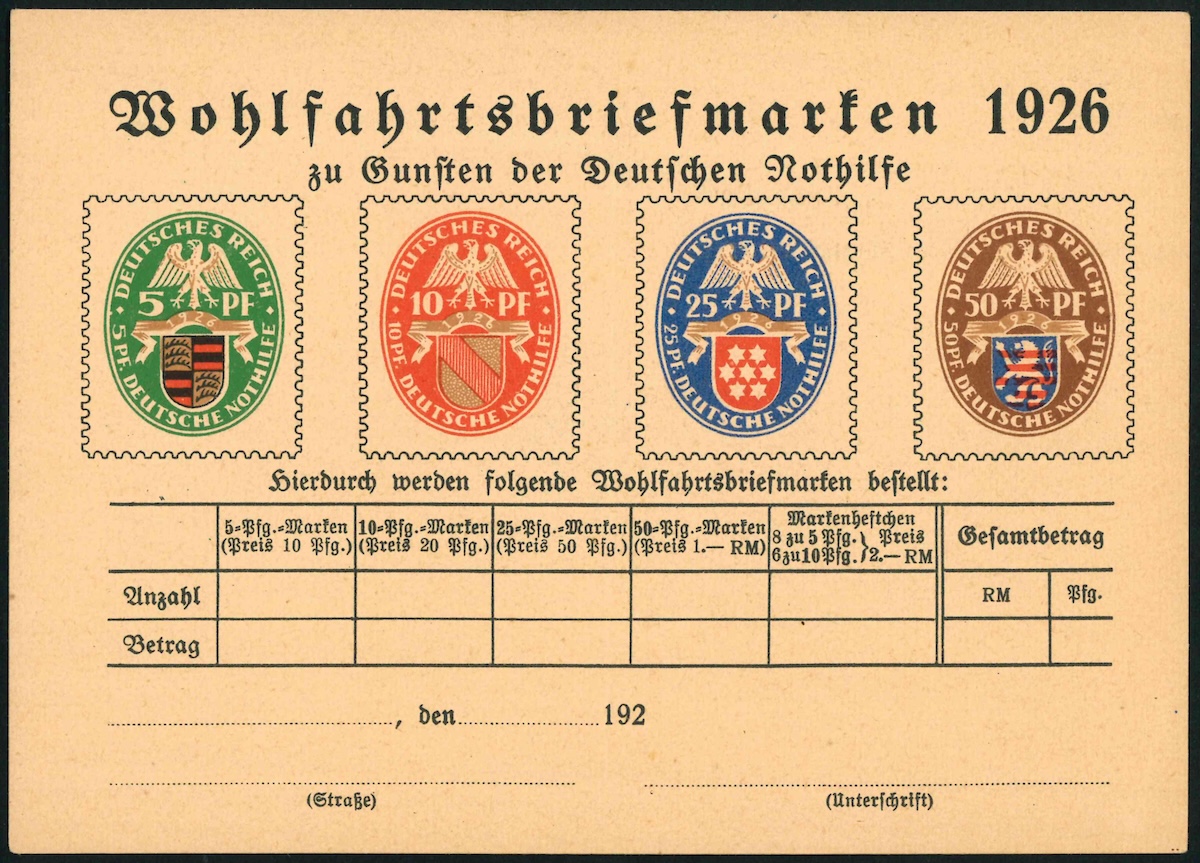 Wohlfahrtsbriefmarken 1926
zu Gunsten der Deutschen Nothilfe
DEUTSCHES REICH
5 PF
1926
5 PF. DEUTSCHE NOTHILFE
DEUTSCHES REICH
10 PF
1926
10 PF. DEUTSCHE NOTHILFE
DEUTSCHES REICH
25 PF
1926
25 PF. DEUTSCHE NOTHILFE
DEUTSCHES REICH
50 PF
1926
50 PF. DEUTSCHE NOTHILFE
Hierdurch werden folgende Wohlfahrtsbriefmarken bestellt:
5-Pfg.-Marken
(Preis 10 Pfg.)
10-Pfg.-Marken
(Preis 20 Pfg.)
25-Pfg.-Marken
(Preis 50 Pfg.)
50-Pfg.-Marken
(Preis 1.— RM)
Markenheftchen
8 zu 5 Pfg. } Preis
6 zu 10 Pfg. } 2.— RM
Gesamtbetrag
Anzahl
RM
Pfg.
Betrag
, den 192
(Straße)
(Unterschrift)